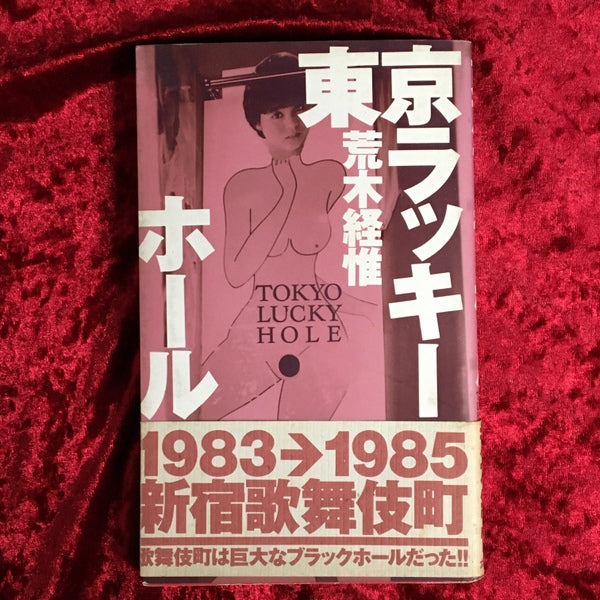 東京ラッキー
ホール
荒木経惟
TOKYO
LUCKY
HOLE
1983→1985
新宿歌舞伎町
歌舞伎町は巨大なブラックホールだった!!